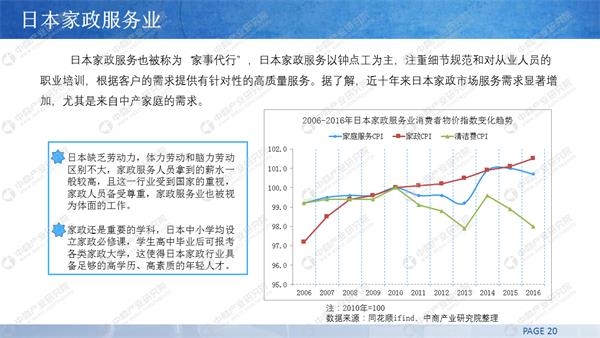 日本家政服务业
日本家政服务也被称为“家事代行”，日本家政服务以钟点工为主，注重细节规范和对从业人员的
职业培训，根据客户的需求提供有针对性的高质量服务。据了解，近十年来日本家政市场服务需求显著增
加，尤其是来自中产家庭的需求。
日本缺乏劳动力，体力劳动和脑力劳动
区别不大，家政服务人员拿到的薪水一
般较高，且这一行业受到国家的重视，
家政人员备受尊重，家政服务业也被视
为体面的工作。
家政还是重要的学科，日本中小学均设
立家政必修课，学生高中毕业后可报考
各类家政大学，这使得日本家政行业具
备足够的高学历、高素质的年轻人才。
2006-2016年日本家政服务业消费者物价指数变化趋势
家庭服务CPI 家政CPI 清洁费CPI
102.0
101.0
100.0
99.0
98.0
97.0
96.0
95.0
2006 2007 2008 2009 2010 2011 2012 2013 2014 2015 2016
注：2010年=100
数据来源：同花顺ifind、中商产业研究院整理
PAGE 20
中商产业研究院